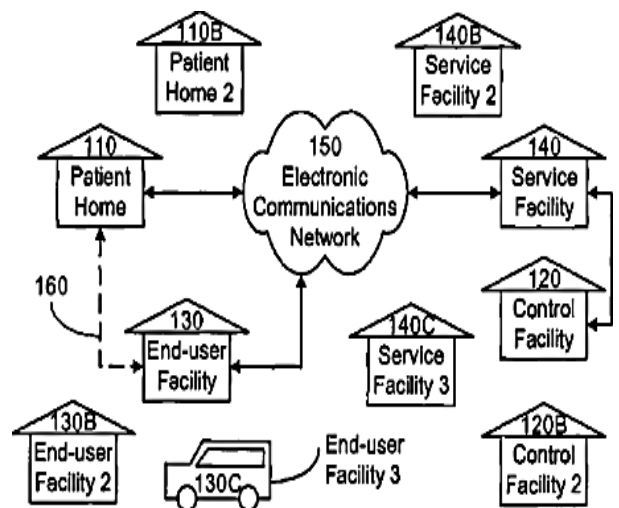 110B
Patient
Home 2
140B
Service
Facility 2
110
Patient
Home
150
Electronic
Communications
Network
140
Service
Facility
160
130
End-user
Facility
140C
Service
Facility 3
120
Control
Facility
130B
End-user
Facility 2
130C
End-user
Facility 3
120B
Control
Facility 2